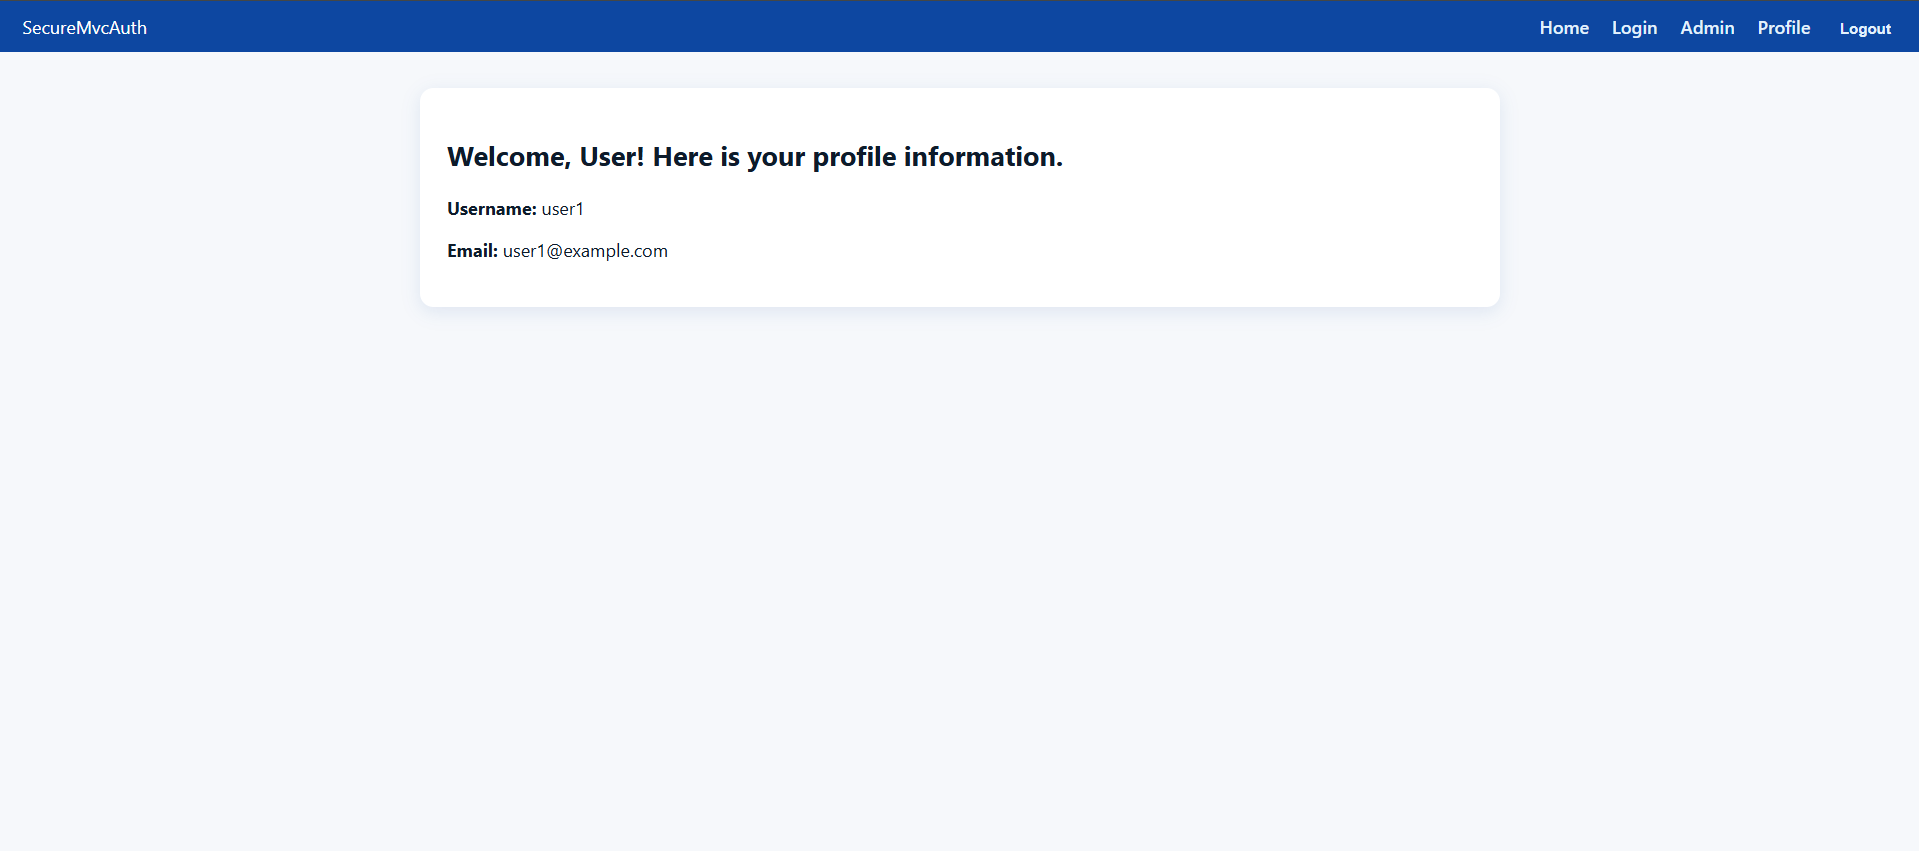 SecureMvcAuth Home Login Admin Profile Logout
Welcome, User! Here is your profile information.
Username: user1
Email: user1@example.com